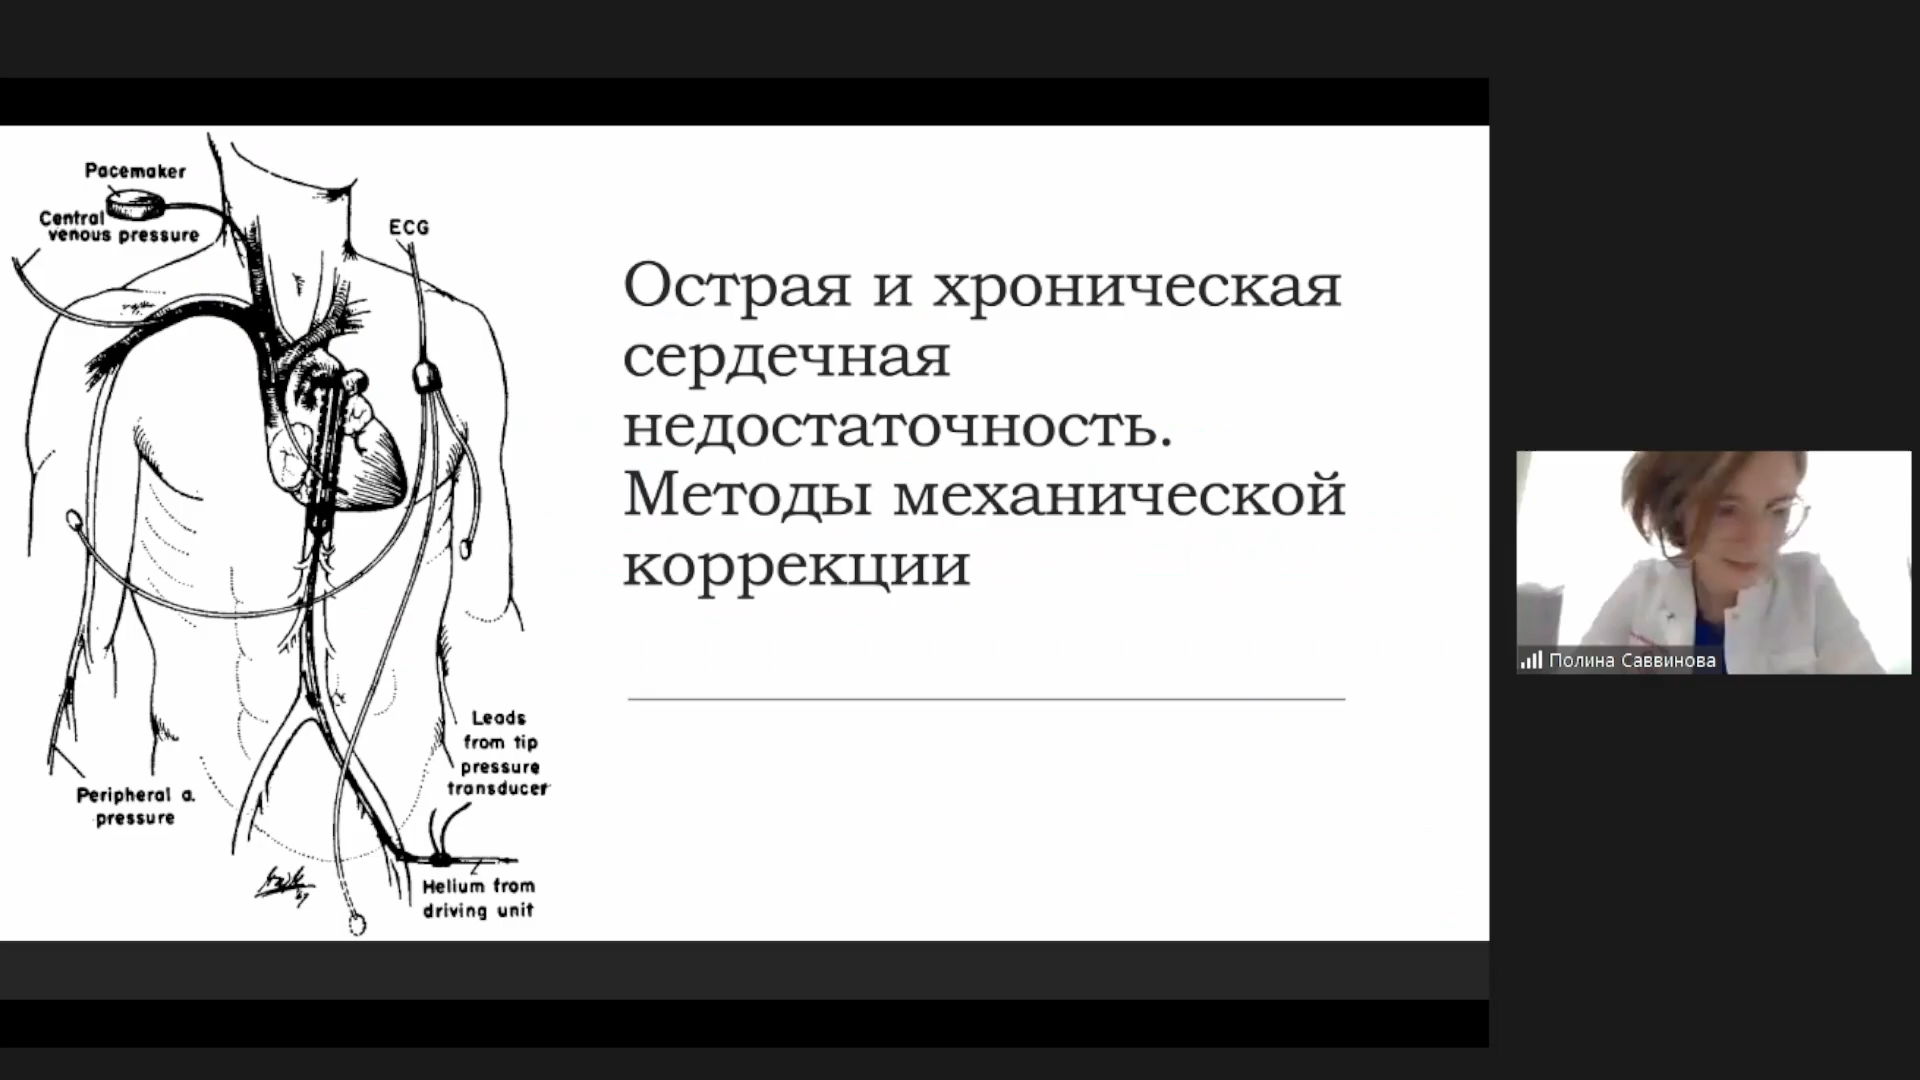 Pacemaker
Central
venous pressure
ECG
Острая и хроническая
сердечная
недостаточность.
Методы механической
коррекции
Leads
from tip
pressure
transducer
Peripheral a.
pressure
Helium from
driving unit
Полина Саввинова